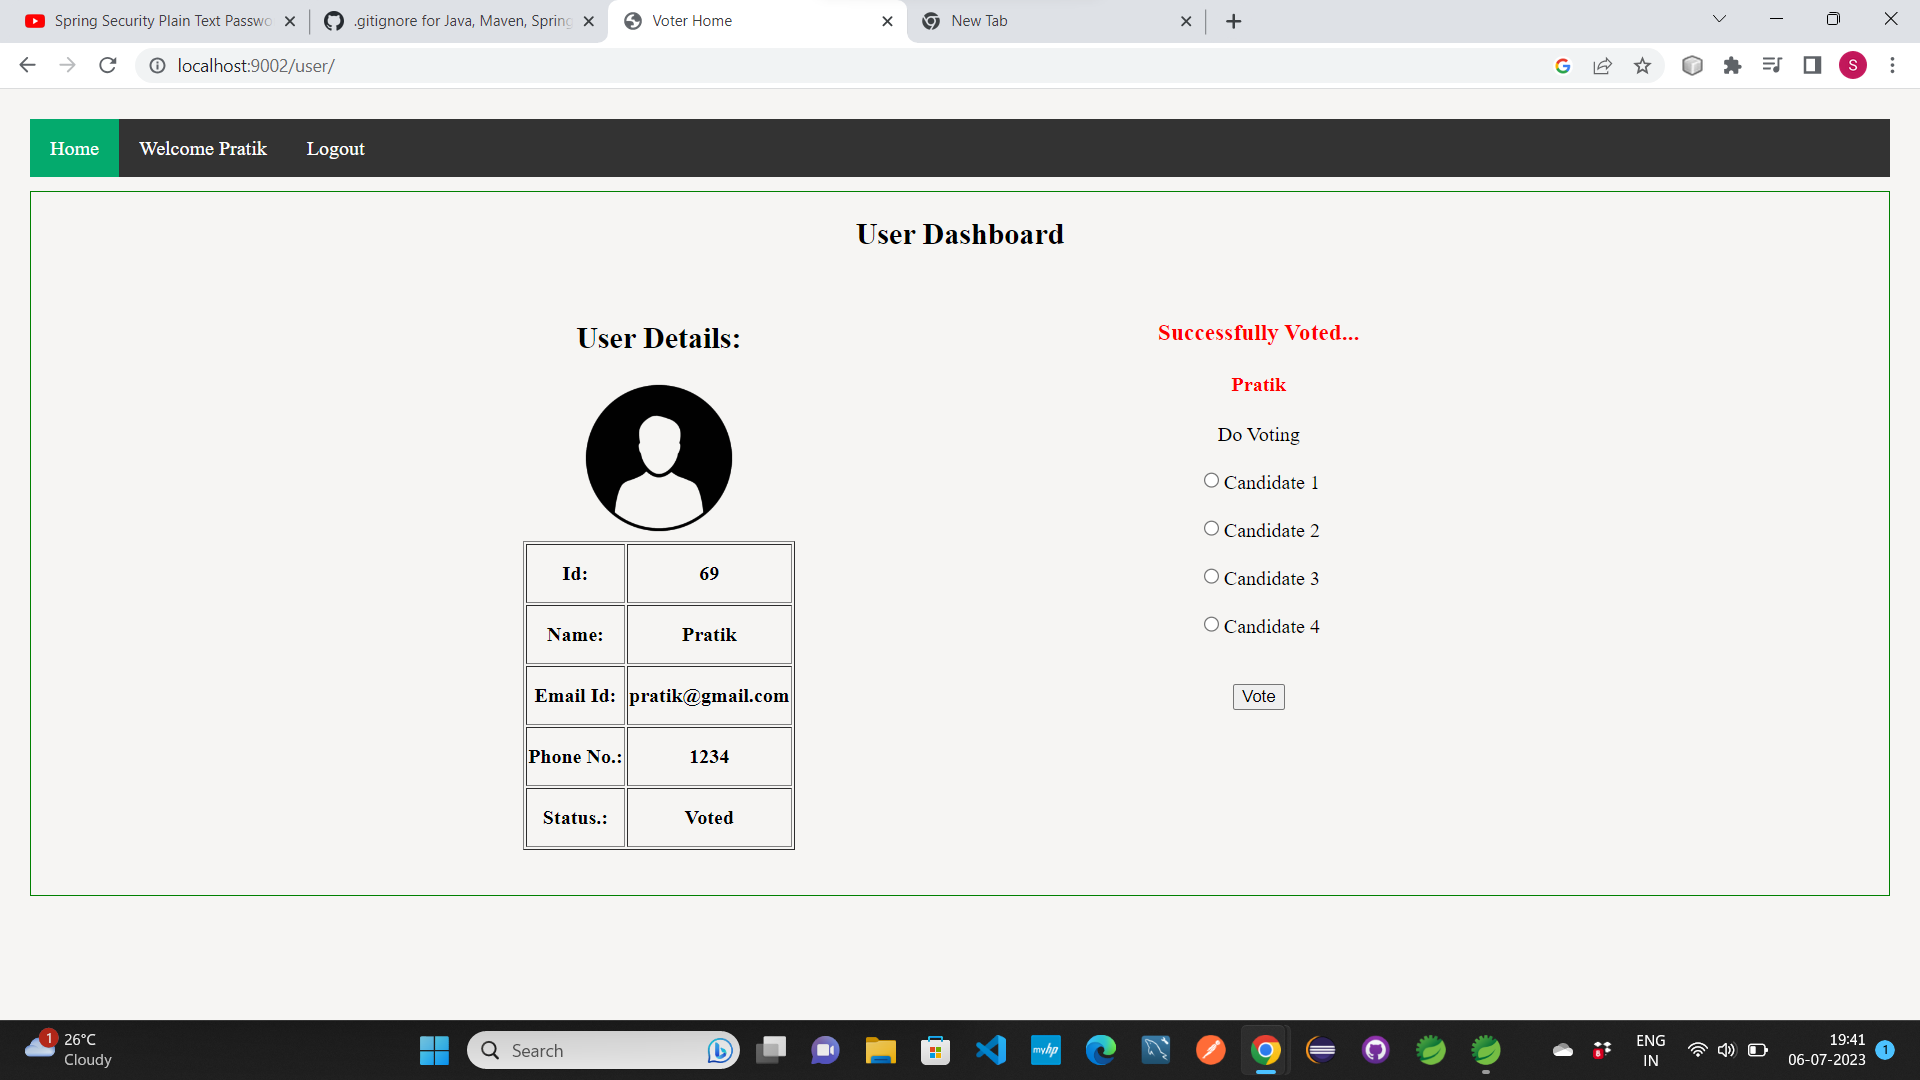 Spring Security Plain Text Passwo
.gitignore for Java, Maven, Spring
Voter Home
New Tab
localhost:9002/user/
S
Home
Welcome Pratik
Logout
User Dashboard
User Details:
Id: 69
Name: Pratik
Email Id: pratik@gmail.com
Phone No.: 1234
Status.: Voted
Successfully Voted...
Pratik
Do Voting
Candidate 1
Candidate 2
Candidate 3
Candidate 4
Vote
1
26°C
Cloudy
Search
myhp
8
ENG
IN
19:41
06-07-2023
1